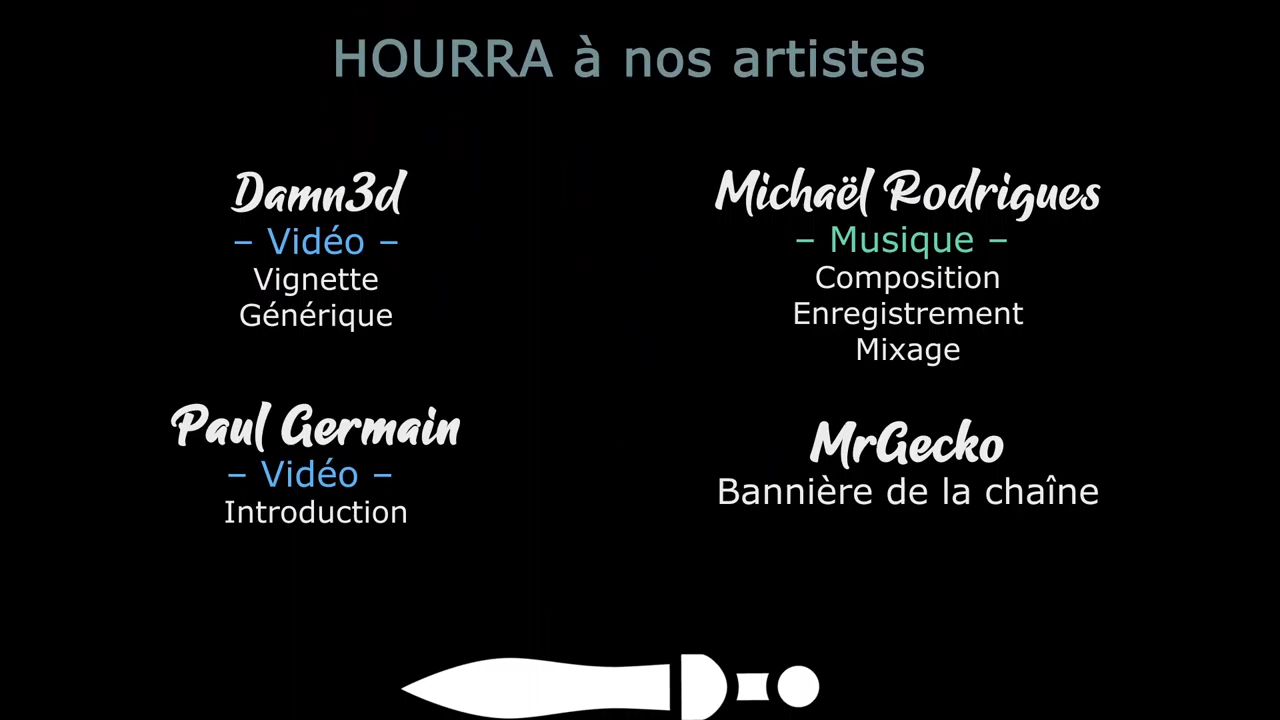 HOURRA à nos artistes
Damn3d
– Vidéo –
Vignette
Générique
Michaël Rodrigues
– Musique –
Composition
Enregistrement
Mixage
Paul Germain
– Vidéo –
Introduction
MrGecko
Bannière de la chaîne